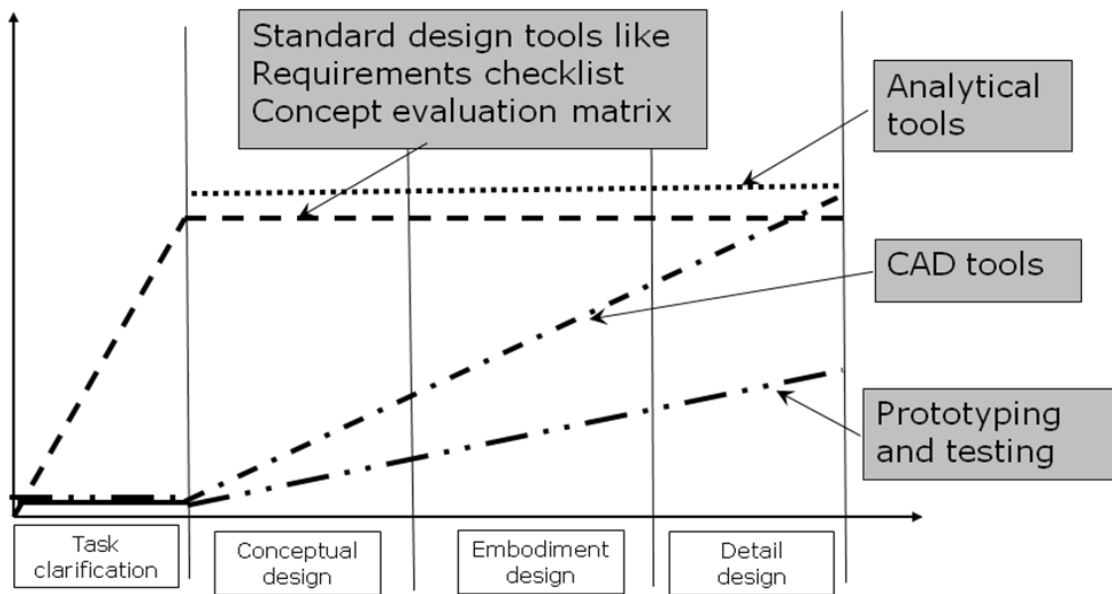 Standard design tools like
Requirements checklist
Concept evaluation matrix
Analytical
tools
CAD tools
Prototyping
and testing
Task
clarification
Conceptual
design
Embodiment
design
Detail
design